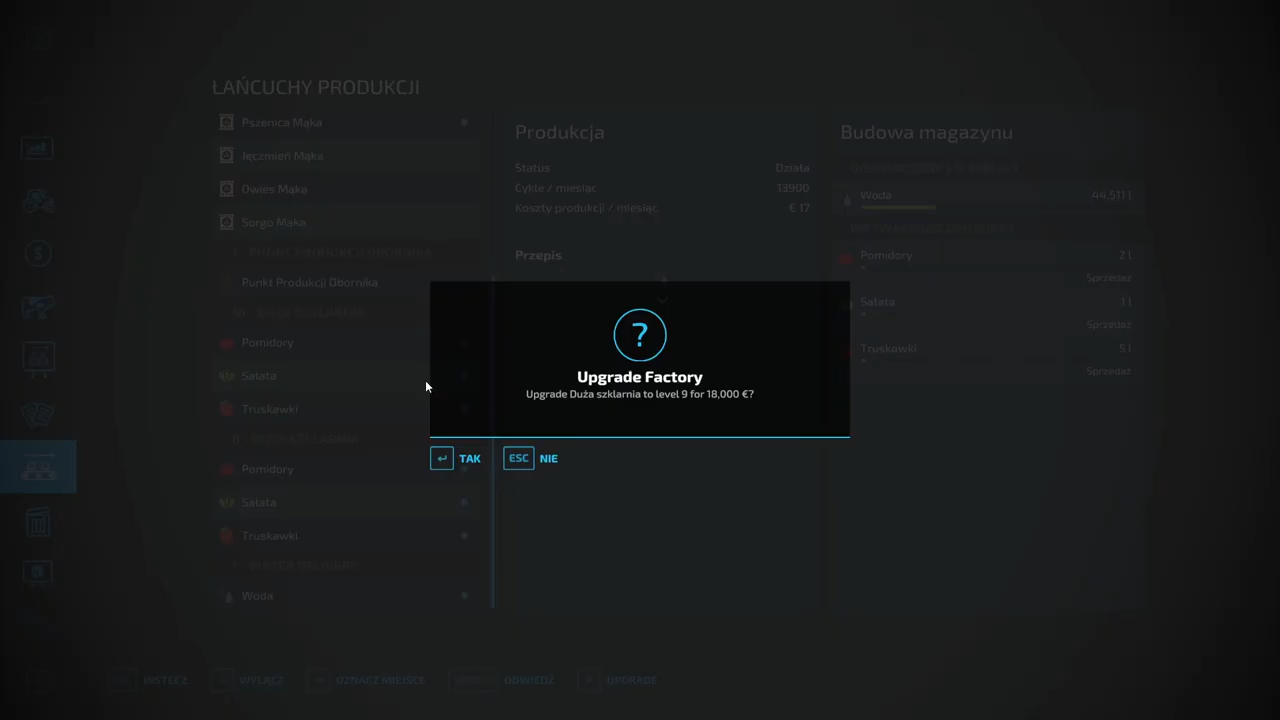 ŁAŃCUCHY PRODUKCJI
Pszenica Mąka
Jęczmień Mąka
Owies Mąka
Sorgo Mąka
PUNKT PRODUKCJI OBORNIKA
Punkt Produkcji Obornika
Pomidory
Sałata
Truskawki
Pomidory
Sałata
Truskawki
Woda
Produkcja
Status Działa
Cykle / miesiąc 13900
Koszty produkcji / miesiąc € 17
Przepis
Budowa magazynu
Woda 44,511 l
Pomidory 2 l
Sprzedaż
Sałata 1 l
Sprzedaż
Truskawki 5 l
Sprzedaż
?
Upgrade Factory
Upgrade Duża szklarnia to level 9 for 18,000 €?
TAK ESC NIE
WSTECZ WYŁĄCZ OZNACZ MIEJSCE ODWIEDŹ UPGRADE